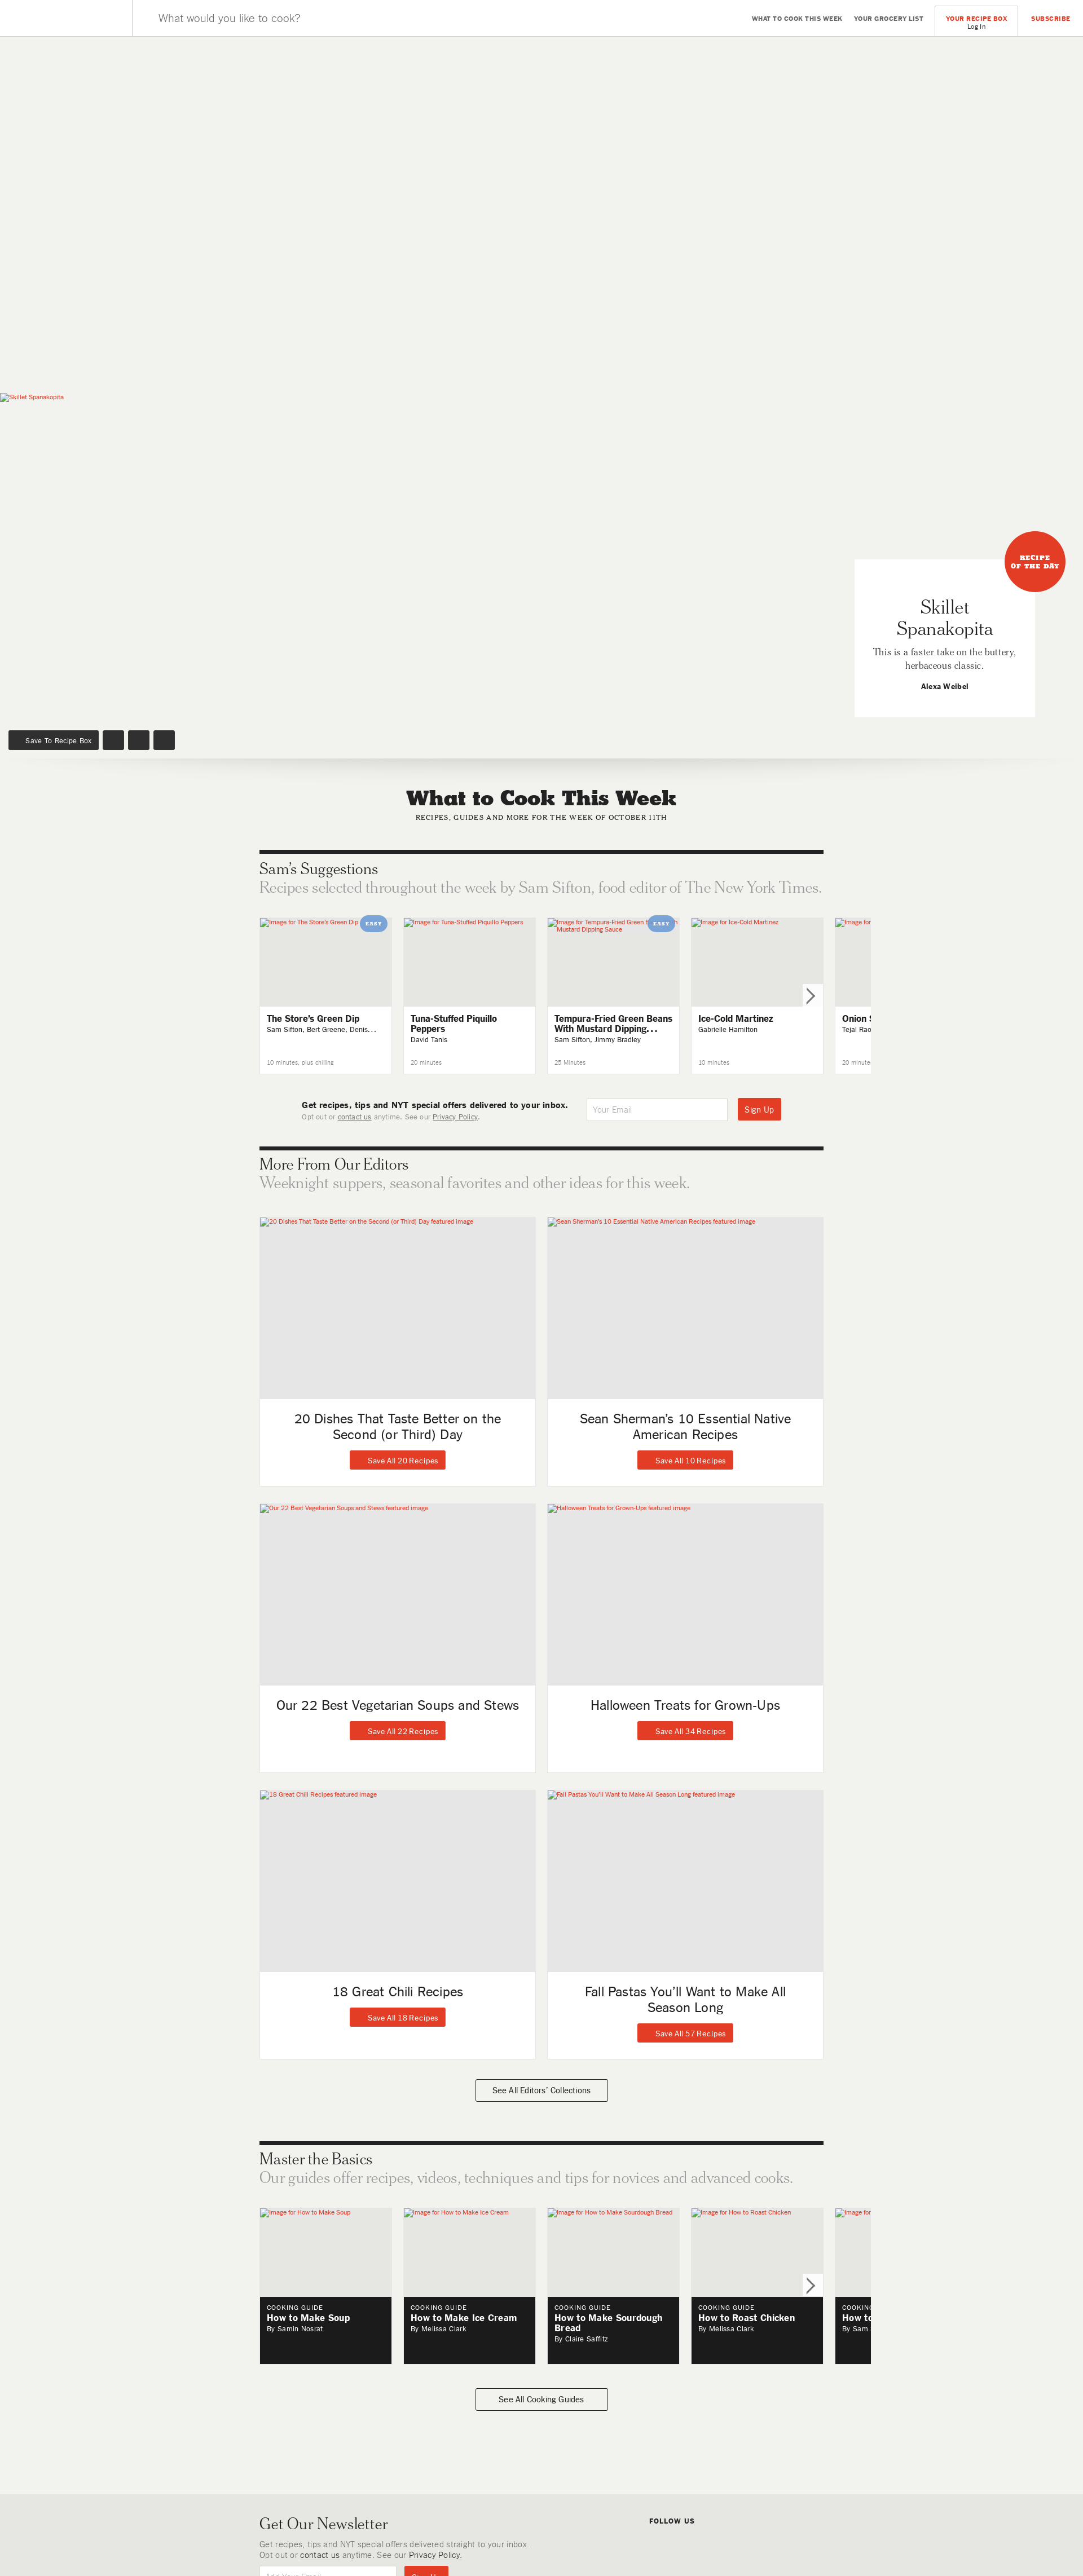 What would you like to cook?
WHAT TO COOK THIS WEEK
YOUR GROCERY LIST
YOUR RECIPE BOX
Log In
SUBSCRIBE
Skillet Spanakopita
RECIPE
OF THE DAY
Skillet
Spanakopita
This is a faster take on the buttery,
herbaceous classic.
Alexa Weibel
Save To Recipe Box
What to Cook This Week
RECIPES, GUIDES AND MORE FOR THE WEEK OF OCTOBER 11TH
Sam's Suggestions
Recipes selected throughout the week by Sam Sifton, food editor of The New York Times.
Image for The Store's Green Dip
EASY
The Store's Green Dip
Sam Sifton, Bert Greene, Denis...
10 minutes, plus chilling
Image for Tuna-Stuffed Piquillo Peppers
Tuna-Stuffed Piquillo
Peppers
David Tanis
20 minutes
Image for Tempura-Fried Green
Mustard Dipping Sauce
EASY
Tempura-Fried Green Beans
With Mustard Dipping...
Sam Sifton, Jimmy Bradley
25 Minutes
Image for Ice-Cold Martinez
Ice-Cold Martinez
Gabrielle Hamilton
10 minutes
Image for
Onion
Tejal Rao
20 minutes
Get recipes, tips and NYT special offers delivered to your inbox.
Opt out or contact us anytime. See our Privacy Policy.
Your Email
Sign Up
More From Our Editors
Weeknight suppers, seasonal favorites and other ideas for this week.
20 Dishes That Taste Better on the Second (or Third) Day featured image
20 Dishes That Taste Better on the
Second (or Third) Day
Save All 20 Recipes
Sean Sherman's 10 Essential Native American Recipes featured image
Sean Sherman's 10 Essential Native
American Recipes
Save All 10 Recipes
Our 22 Best Vegetarian Soups and Stews featured image
Our 22 Best Vegetarian Soups and Stews
Save All 22 Recipes
Halloween Treats for Grown-Ups featured image
Halloween Treats for Grown-Ups
Save All 34 Recipes
18 Great Chili Recipes featured image
18 Great Chili Recipes
Save All 18 Recipes
Fall Pastas You'll Want to Make All Season Long featured image
Fall Pastas You'll Want to Make All
Season Long
Save All 57 Recipes
See All Editors' Collections
Master the Basics
Our guides offer recipes, videos, techniques and tips for novices and advanced cooks.
Image for How to Make Soup
COOKING GUIDE
How to Make Soup
By Samin Nosrat
Image for How to Make Ice Cream
COOKING GUIDE
How to Make Ice Cream
By Melissa Clark
Image for How to Make Sourdough Bread
COOKING GUIDE
How to Make Sourdough
Bread
By Claire Saffitz
Image for How to Roast Chicken
COOKING GUIDE
How to Roast Chicken
By Melissa Clark
Image for
COOKING
How to
By Sam
See All Cooking Guides
Get Our Newsletter
Get recipes, tips and NYT special offers delivered straight to your inbox.
Opt out or contact us anytime. See our Privacy Policy.
FOLLOW US